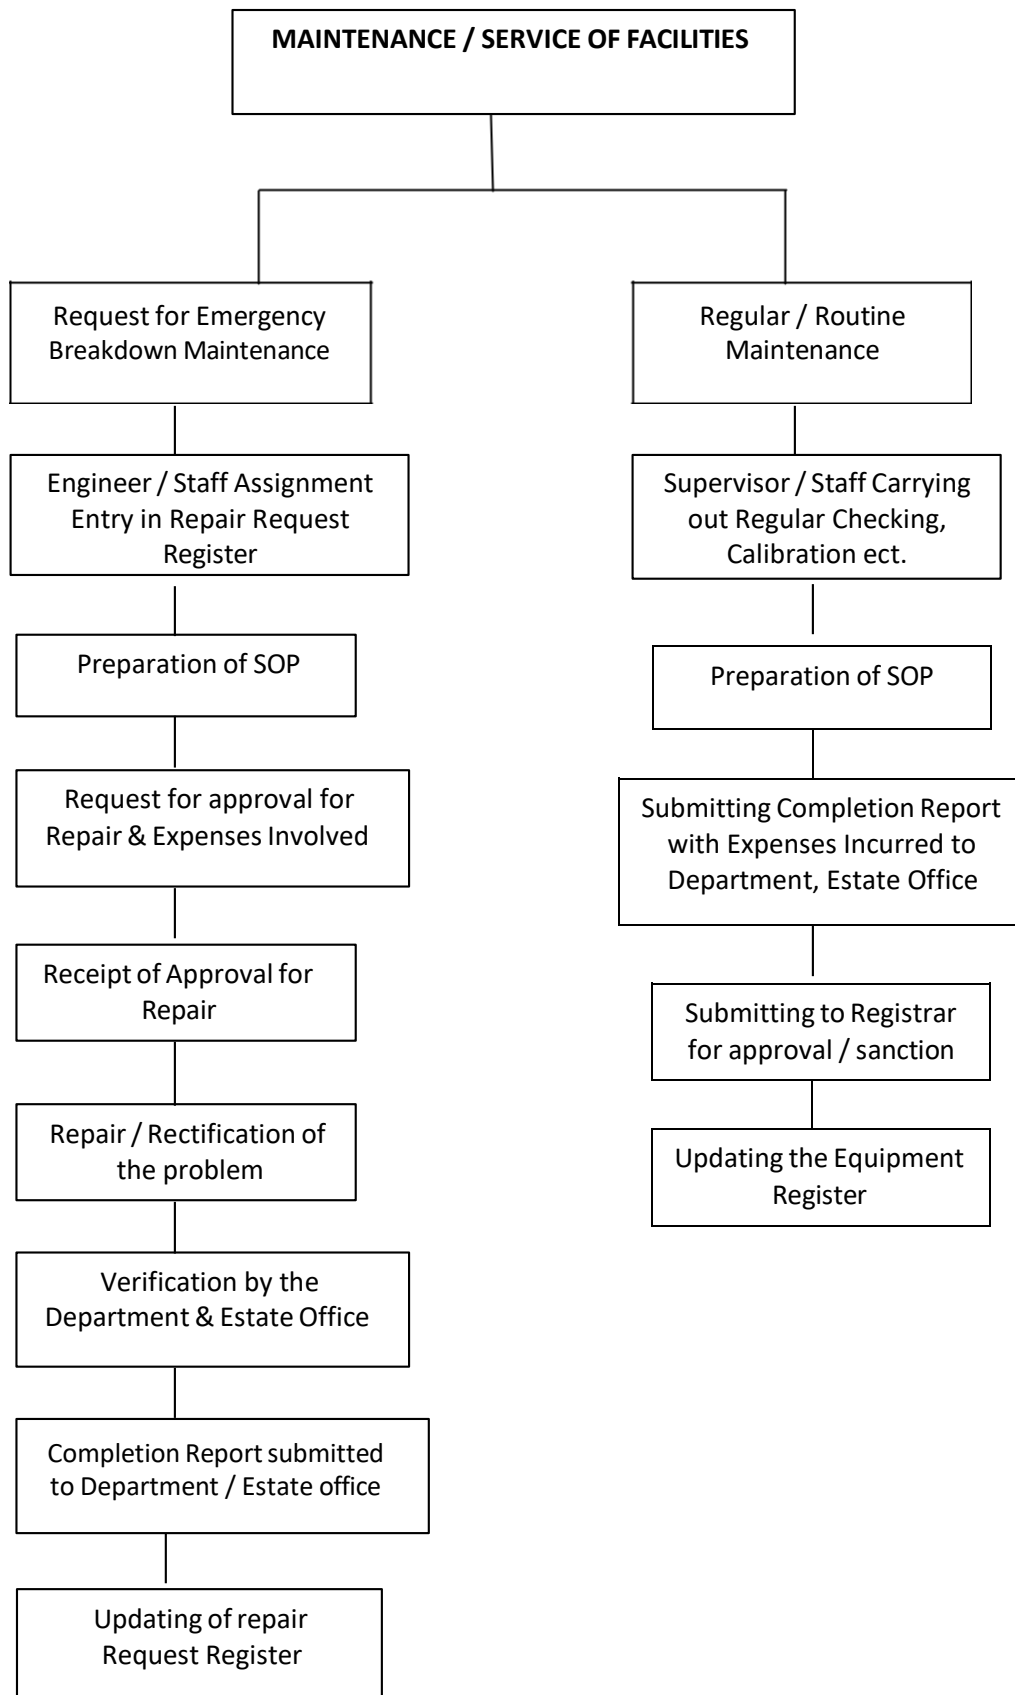 MAINTENANCE / SERVICE OF FACILITIES
Request for Emergency
Breakdown Maintenance
Engineer / Staff Assignment
Entry in Repair Request
Register
Preparation of SOP
Request for approval for
Repair & Expenses Involved
Receipt of Approval for
Repair
Repair / Rectification of
the problem
Verification by the
Department & Estate Office
Completion Report submitted
to Department / Estate office
Updating of repair
Request Register
Regular / Routine
Maintenance
Supervisor / Staff Carrying
out Regular Checking,
Calibration ect.
Preparation of SOP
Submitting Completion Report
with Expenses Incurred to
Department, Estate Office
Submitting to Registrar
for approval / sanction
Updating the Equipment
Register